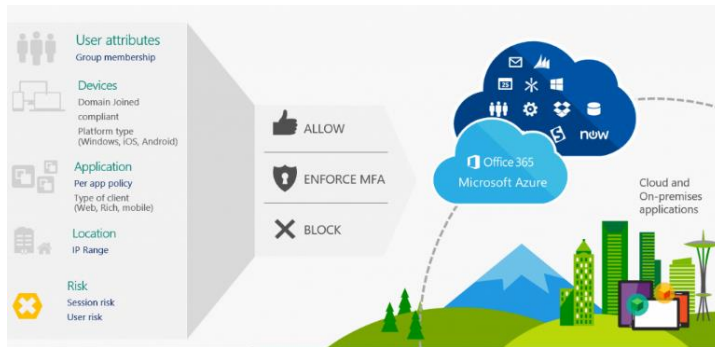 User attributes
Group membership
Devices
Domain Joined
compliant
Platform type
(Windows, iOS, Android)
Application
Per app policy
Type of client
(Web, Rich, mobile)
Location
IP Range
Risk
Session risk
User risk
ALLOW
ENFORCE MFA
BLOCK
25
now
Office 365
Microsoft Azure
Cloud and
On-premises
applications